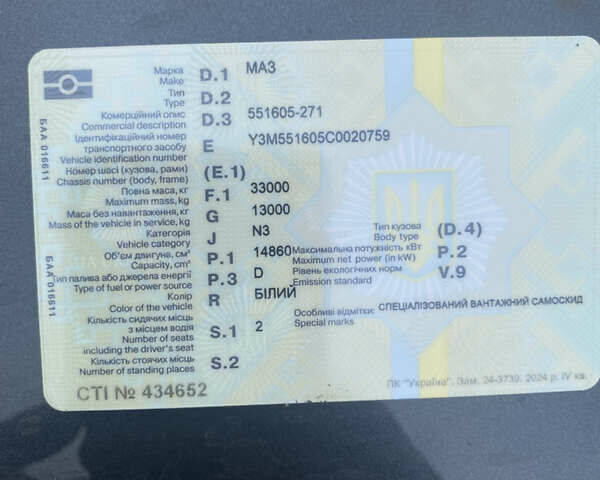 Марка D.1 МАЗ
Make
Тип D.2
Type
Комерційний опис D.3 551605-271
Commercial description
Ідентифікаційний номер E Y3M551605C0020759
транспортного засобу
Vehicle identification number
Номер шасі (кузова, рами) (E.1)
Chassis number (body, frame)
Повна маса, кг F.1 33000
Maximum mass, kg
Маса без навантаження, кг G 13000
Mass of the vehicle in service, kg
Категорія J N3
Vehicle category
Об'єм двигуна, см³ P.1 14860
Capacity, cm³
Тип палива або джерела енергії P.3 D
Type of fuel or power source
Колір R БІЛИЙ
Color of the vehicle
Кількість сидячих місць S.1 2
з місцем водія
Number of seats
including the driver's seat
Кількість стоячих місць S.2
Number of standing places
СТІ № 434652
Тип кузова (D.4)
Body type
Максимальна потужність кВт P.2
Maximum net power (in kW)
Рівень екологічних норм V.9
Emission standard
Особливі відмітки: СПЕЦІАЛІЗОВАНИЙ ВАНТАЖНИЙ САМОСКИД
Special marks
ПК "Україна", Зам. 24-3739, 2024 р. IV кв.
БАА 016611
БАА 016611